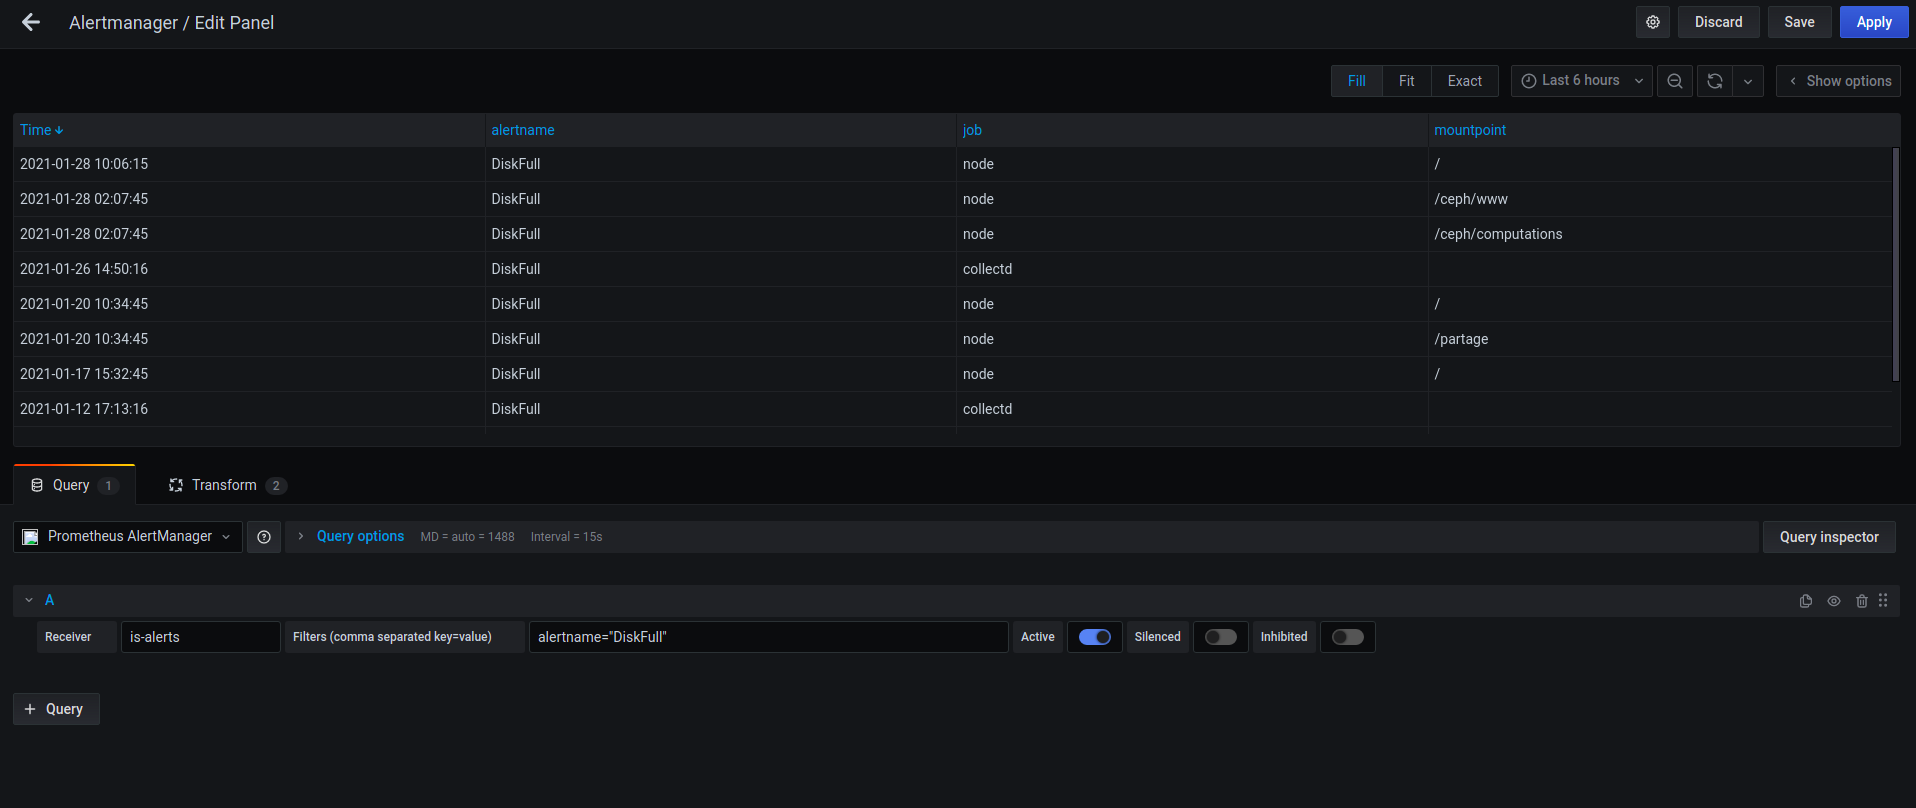 Alertmanager / Edit Panel
Discard
Save
Apply
Fill
Fit
Exact
Last 6 hours
Show options
Time alertname job mountpoint
2021-01-28 10:06:15 DiskFull node /
2021-01-28 02:07:45 DiskFull node /ceph/www
2021-01-28 02:07:45 DiskFull node /ceph/computations
2021-01-26 14:50:16 DiskFull collectd
2021-01-20 10:34:45 DiskFull node /
2021-01-20 10:34:45 DiskFull node /partage
2021-01-17 15:32:45 DiskFull node /
2021-01-12 17:13:16 DiskFull collectd
Query 1
Transform 2
Prometheus AlertManager
Query options MD = auto = 1488 Interval = 15s
Query inspector
A
Receiver is-alerts Filters (comma separated key=value) alertname="DiskFull" Active Silenced Inhibited
+ Query